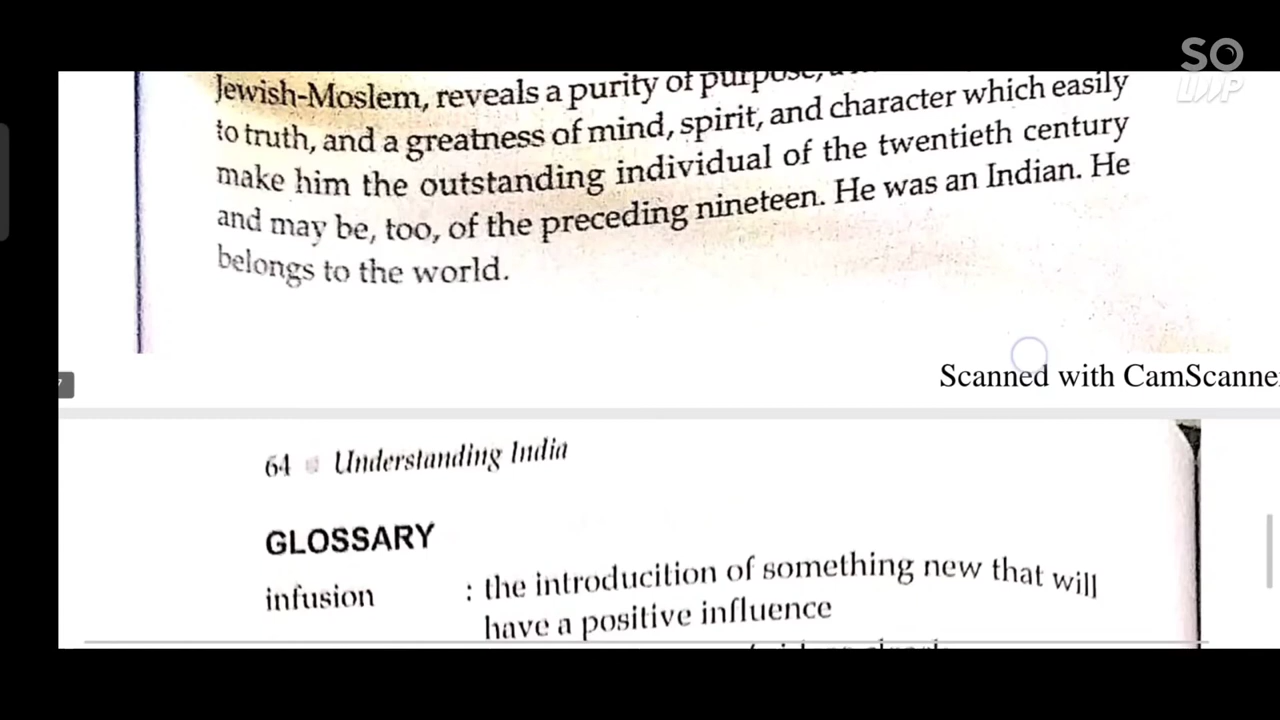 SO
Jewish-Moslem, reveals a purity of purpose,
to truth, and a greatness of mind, spirit, and character which easily
make him the outstanding individual of the twentieth century
and may be, too, of the preceding nineteen. He was an Indian. He
belongs to the world.
7
Scanned with CamScanne
64 Understanding India
GLOSSARY
infusion : the introducition of something new that will
have a positive influence